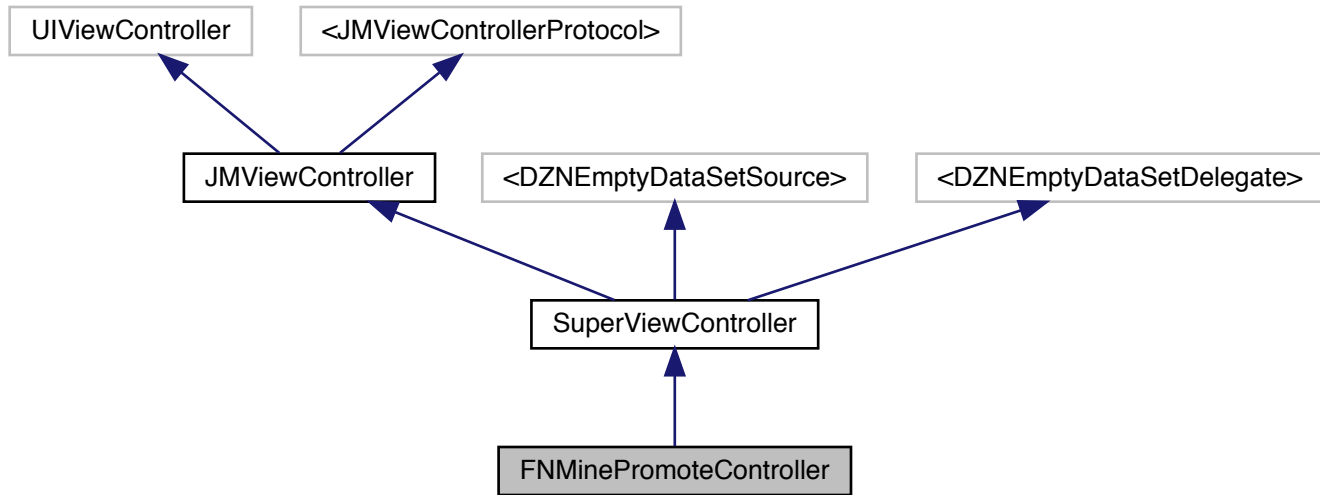 UIViewController
<JMViewControllerProtocol>
JMViewController
<DZNEmptyDataSetSource>
<DZNEmptyDataSetDelegate>
SuperViewController
FNMinePromoteController